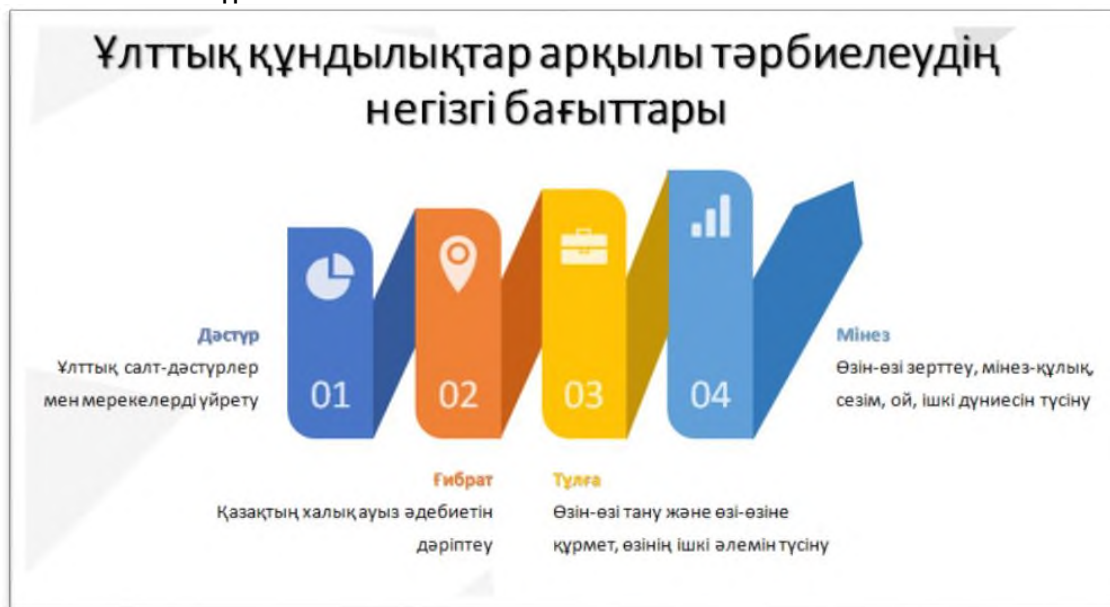 Ұлттық құндылықтар арқылы тәрбиелеудің
негізгі бағыттары
01
02
03
04
Дәстүр
Ұлттық салт-дәстүрлер
мен мерекелерді үйрету
Ғибрат
Қазақтың халық ауыз әдебиетін
дәріптеу
Тұлға
Өзін-өзі тану және өзі-өзіне
құрмет, өзінің ішкі әлемін түсіну
Мінез
Өзін-өзі зерттеу, мінез-құлық,
сезім, ой, ішкі дүниесін түсіну